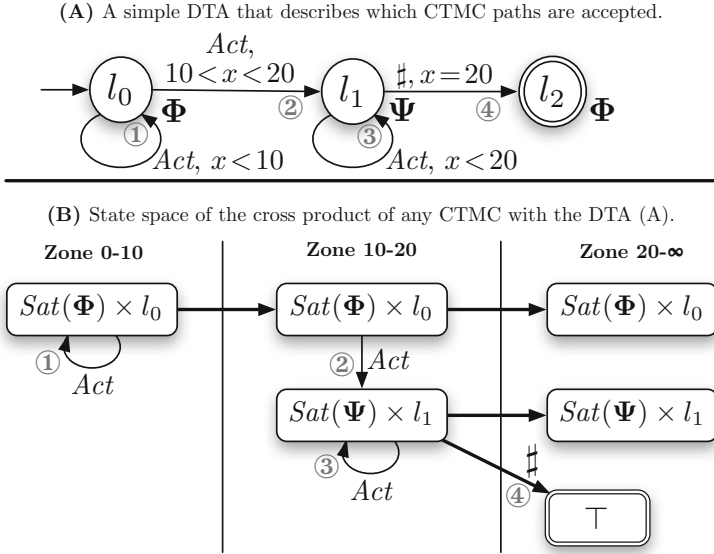 (A) A simple DTA that describes which CTMC paths are accepted.
Act,
10<x<20
♯, x=20
l₀
l₁
l₂
Φ
Ψ
Φ
①
②
③
④
Act, x<10
Act, x<20
(B) State space of the cross product of any CTMC with the DTA (A).
Zone 0-10
Zone 10-20
Zone 20-∞
Sat(Φ) × l₀
Sat(Φ) × l₀
Sat(Φ) × l₀
①
Act
②
Act
Sat(Ψ) × l₁
Sat(Ψ) × l₁
③
Act
♯
④
⊤